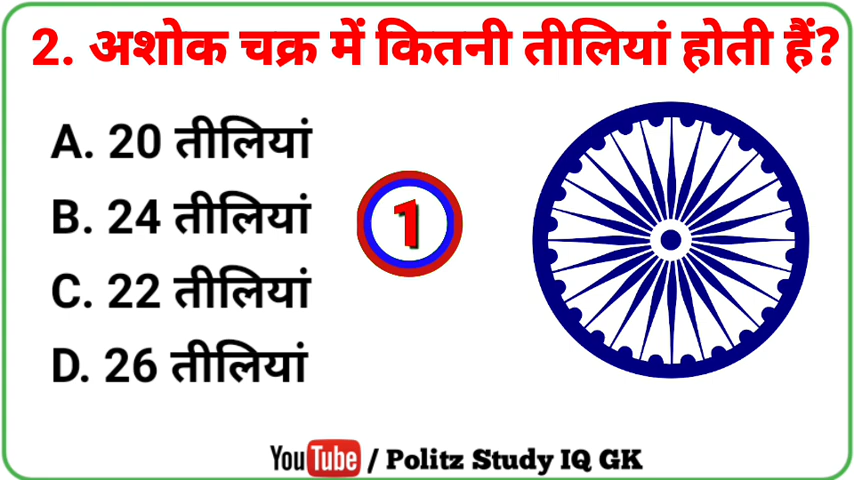 2. अशोक चक्र में कितनी तीलियां होती हैं?
A. 20 तीलियां
B. 24 तीलियां
C. 22 तीलियां
D. 26 तीलियां
1
YouTube / Politz Study IQ GK